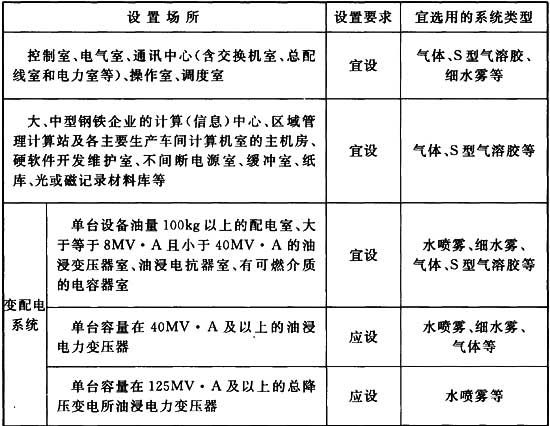 设置场所 设置要求 宜选用的系统类型
控制室、电气室、通讯中心(含交换机室、总配
线室和电力室等)、操作室、调度室
宜设
气体、S型气溶胶、
细水雾等
大、中型钢铁企业的计算(信息)中心、区域管
理计算站及各主要生产车间计算机室的主机房、
硬软件开发维护室、不间断电源室、缓冲室、纸
库、光或磁记录材料库等
宜设
气体、S型气溶胶等
变配电
系统
单台设备油量100kg以上的配电室、大
于等于8MV·A且小于40MV·A的油
浸变压器室、油浸电抗器室、有可燃介质
的电容器室
宜设
水喷雾、细水雾、
气体、S型气溶胶等
单台容量在40MV·A及以上的油浸
电力变压器
应设
水喷雾、细水雾、
气体等
单台容量在125MV·A及以上的总降
压变电所油浸电力变压器
应设
水喷雾等